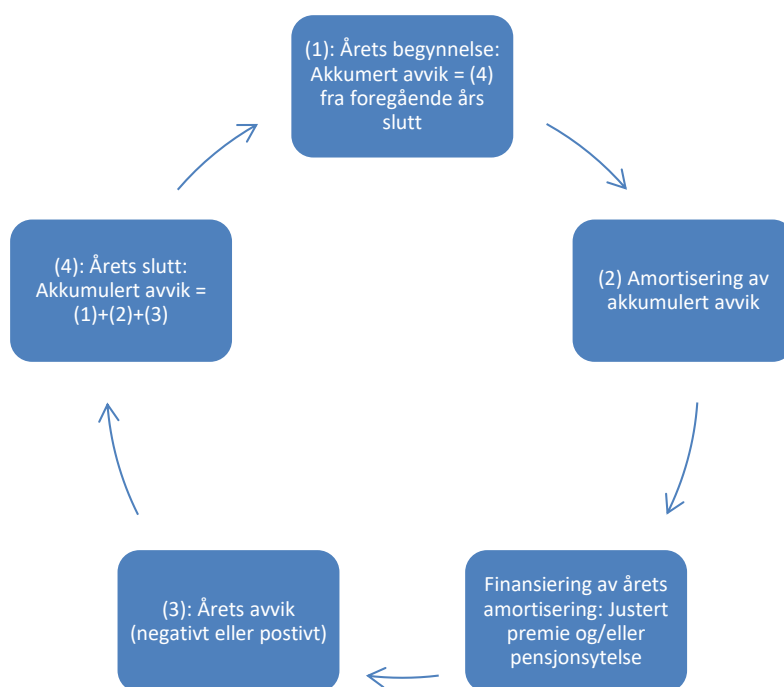 (1): Årets begynnelse:
Akkumert avvik = (4)
fra foregående års
slutt
(2) Amortisering av
akkumulert avvik
Finansiering av årets
amortisering: Justert
premie og/eller
pensjonsytelse
(3): Årets avvik
(negativt eller postivt)
(4): Årets slutt:
Akkumulert avvik =
(1)+(2)+(3)